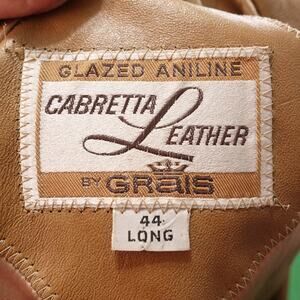 GLAZED ANILINE
CABRETTA
LEATHER
BY GRAIS
44
LONG